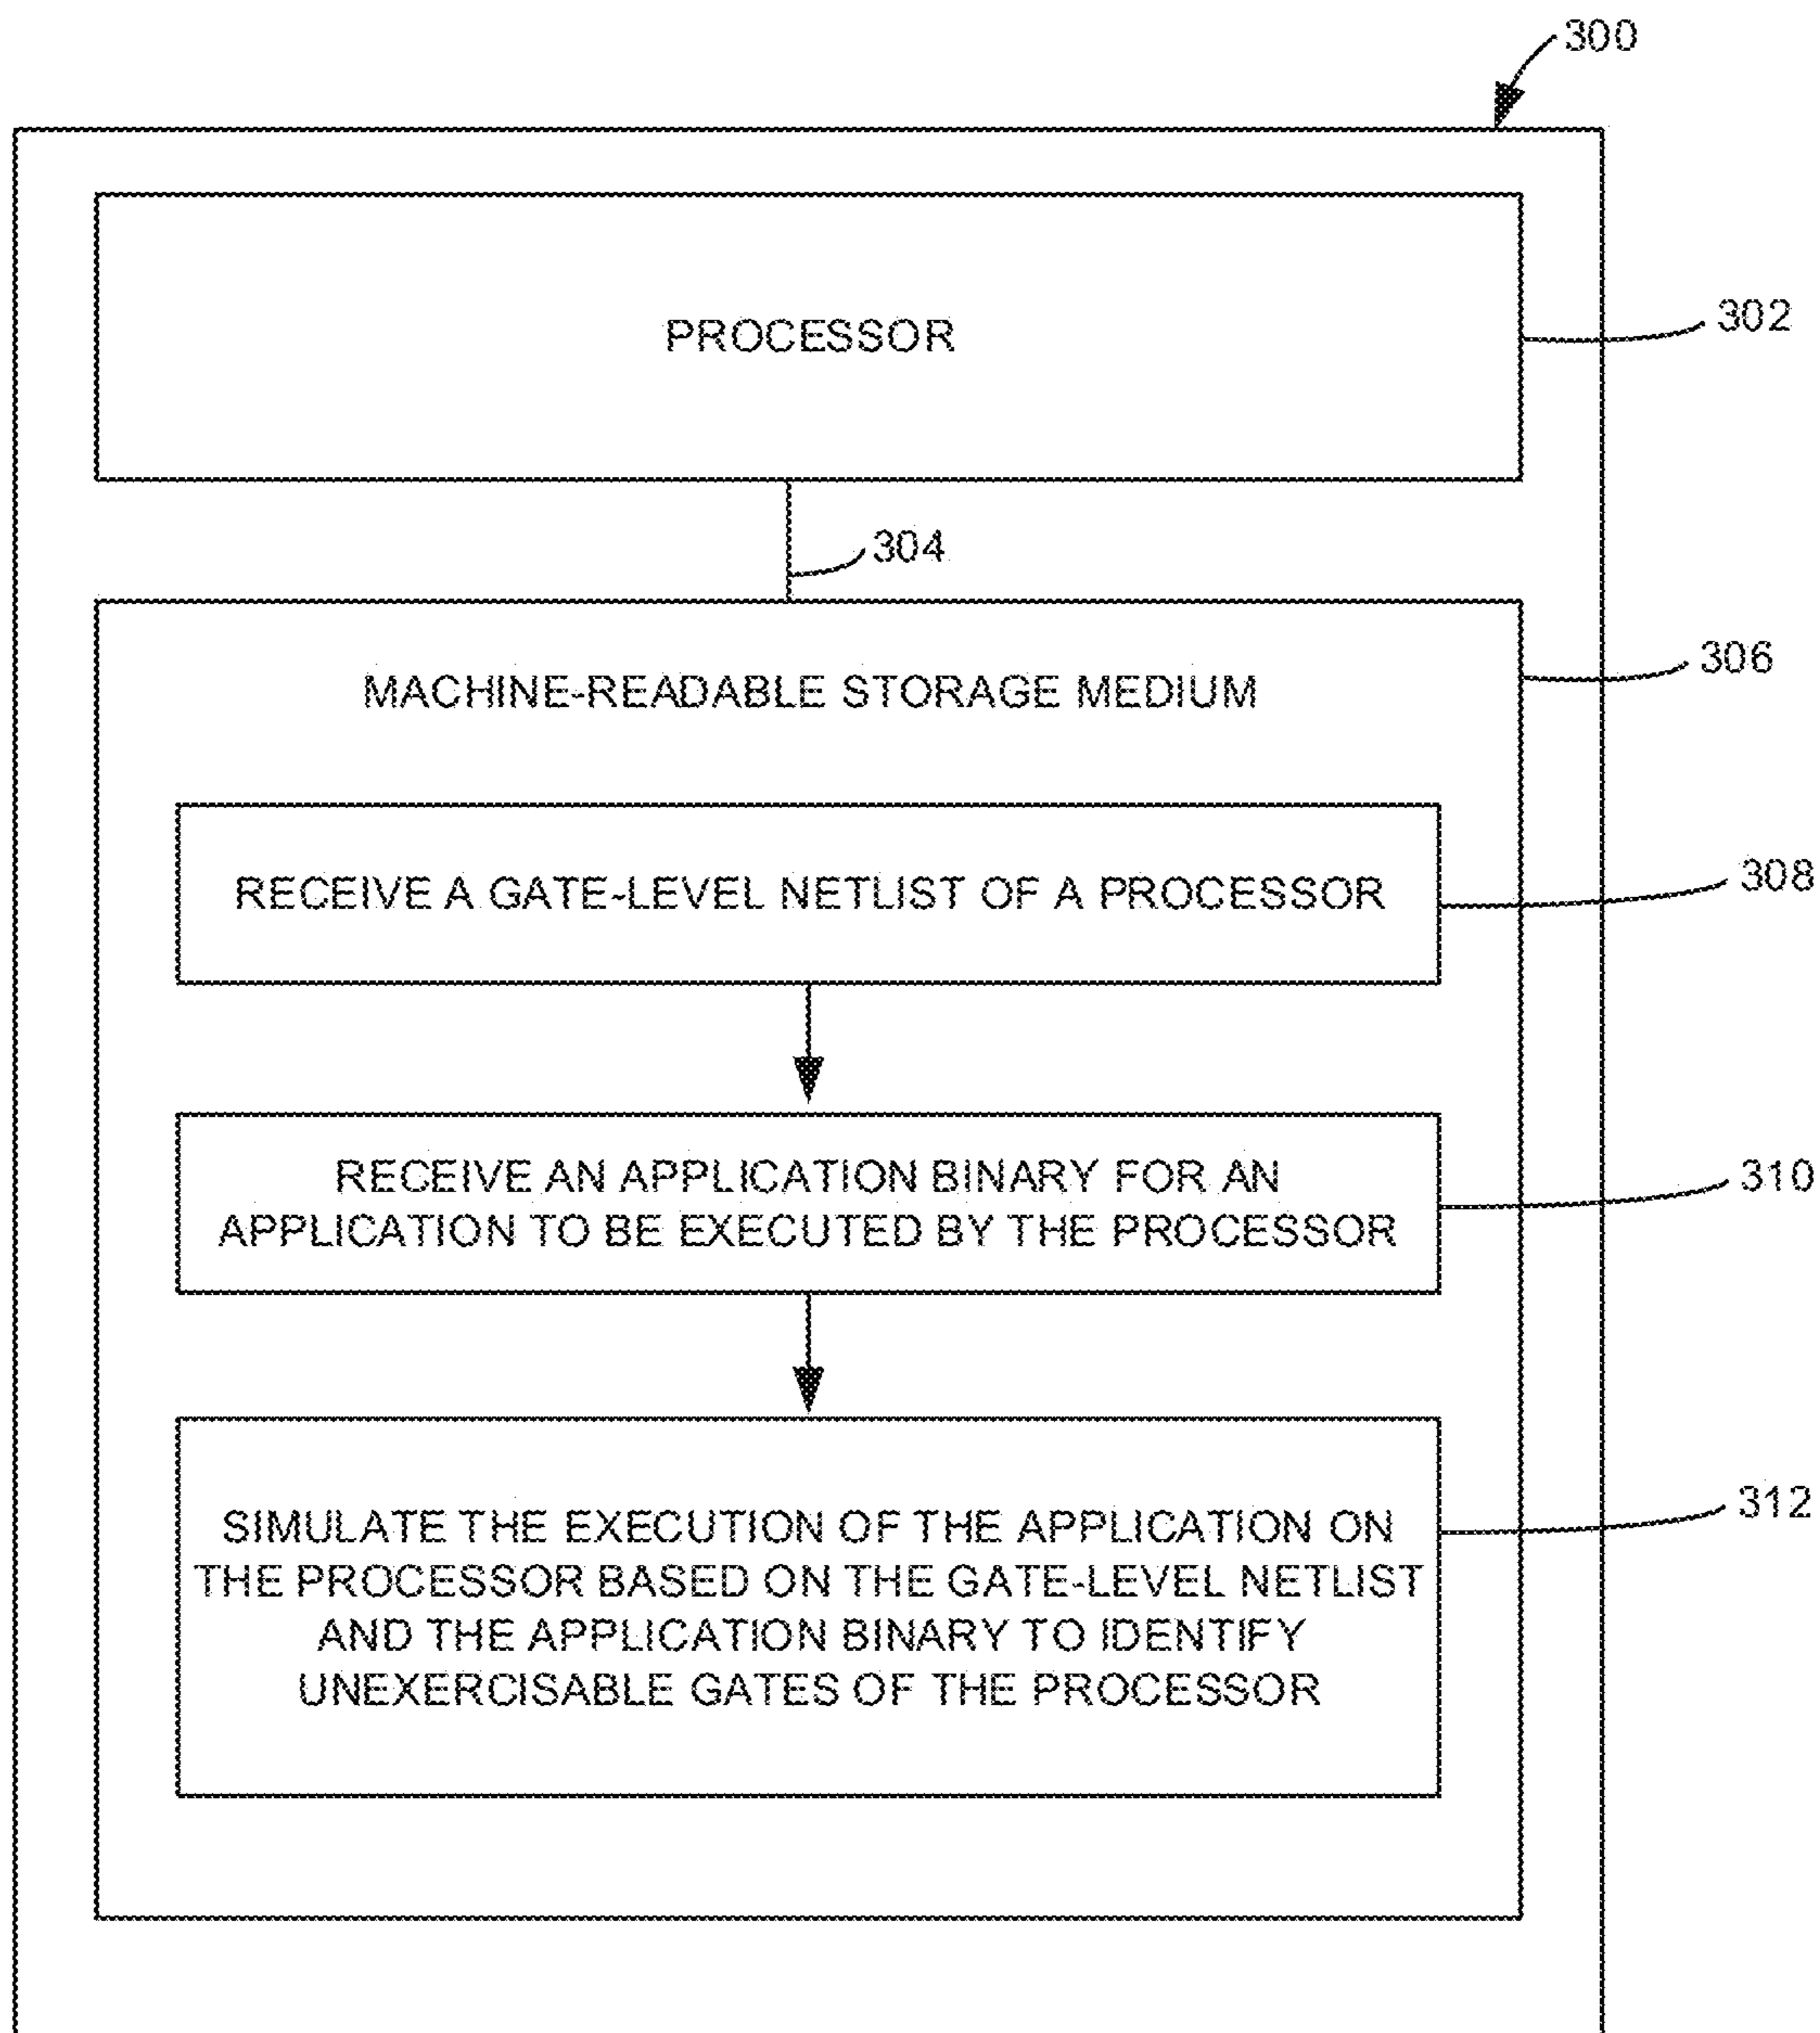 300
PROCESSOR
302
304
306
MACHINE-READABLE STORAGE MEDIUM
RECEIVE A GATE-LEVEL NETLIST OF A PROCESSOR
308
RECEIVE AN APPLICATION BINARY FOR AN
APPLICATION TO BE EXECUTED BY THE PROCESSOR
310
SIMULATE THE EXECUTION OF THE APPLICATION ON
THE PROCESSOR BASED ON THE GATE-LEVEL NETLIST
AND THE APPLICATION BINARY TO IDENTIFY
UNEXERCISABLE GATES OF THE PROCESSOR
312